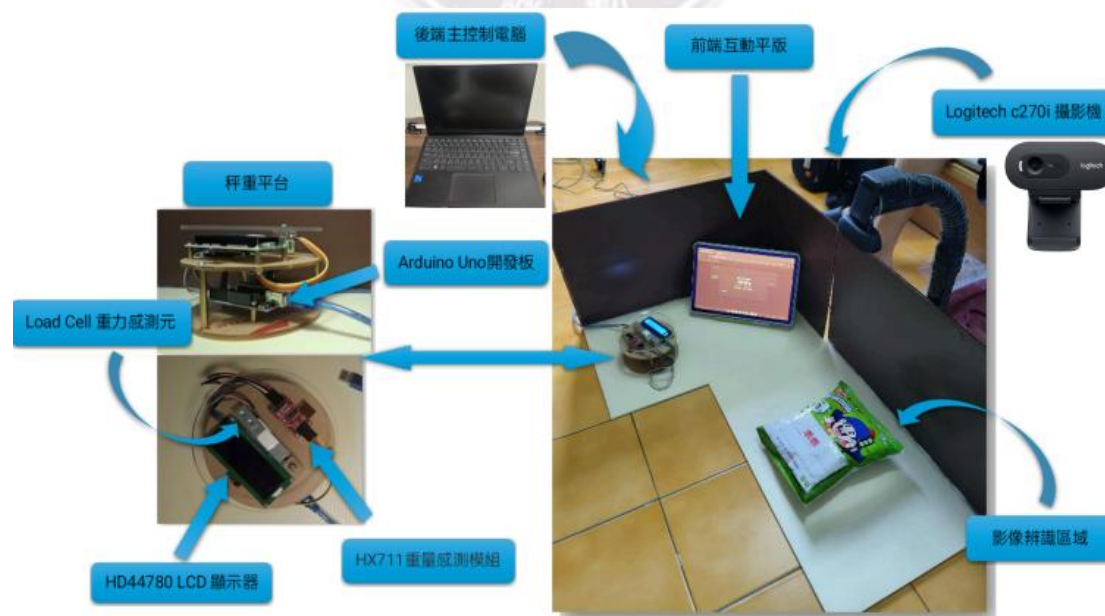 後端主控制電腦
前端互動平版
Logitech c270i 攝影機
logitech
秤重平台
Arduino Uno開發板
Load Cell 重力感測元
HX711重量感測模組
HD44780 LCD 顯示器
影像辨識區域